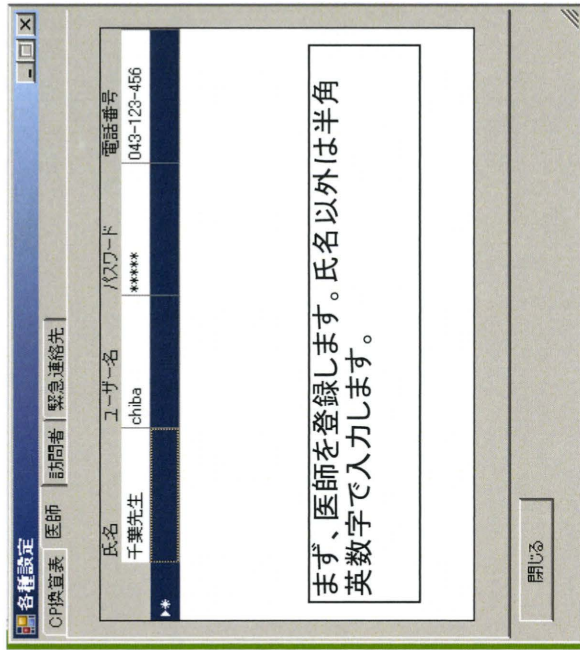 各種設定
CP換算表 医師 訪問者 緊急連絡先
氏名 ユーザー名 パスワード 電話番号
千葉先生 chiba ***** 043-123-456
まず、医師を登録します。氏名以外は半角
英数字で入力します。
閉じる